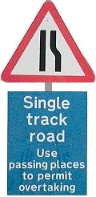 Single
track
road
Use
passing places
to permit
overtaking